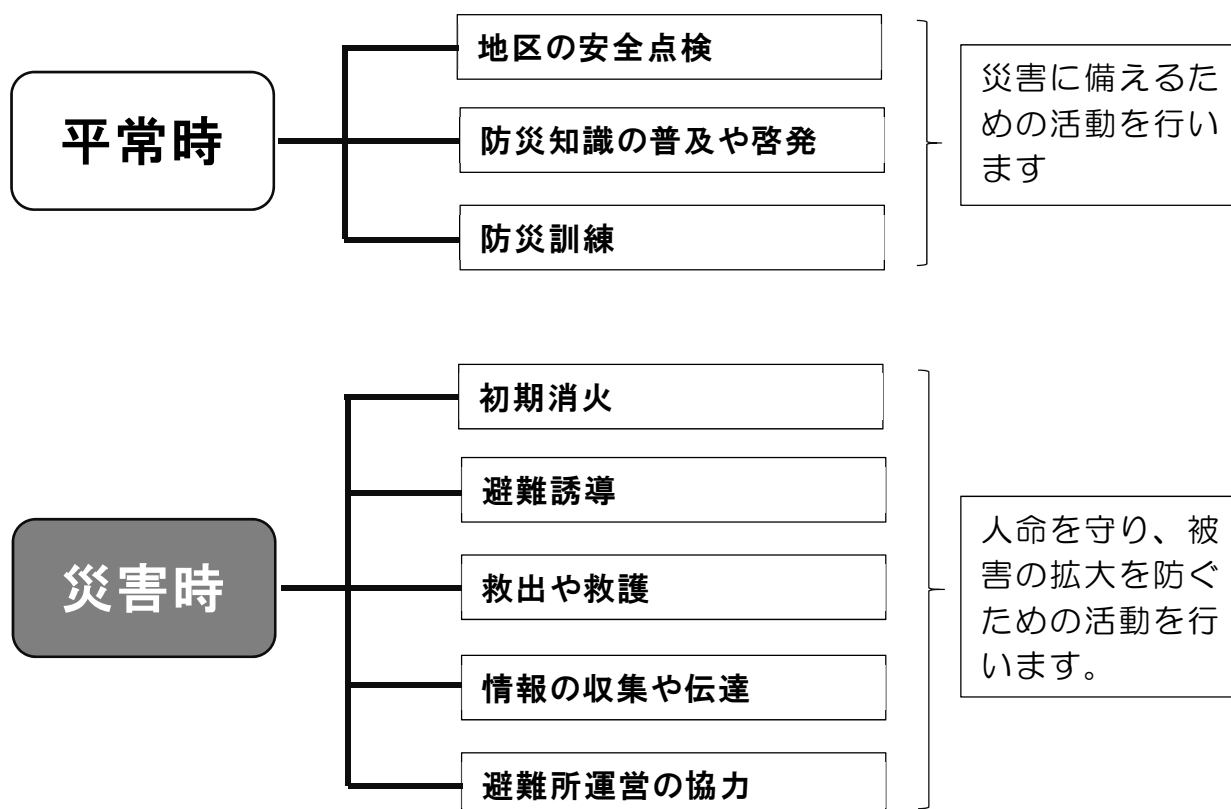 平常時
地区の安全点検
防災知識の普及や啓発
防災訓練
災害に備えるた
めの活動を行い
ます
災害時
初期消火
避難誘導
救出や救護
情報の収集や伝達
避難所運営の協力
人命を守り、被
害の拡大を防ぐ
ための活動を行
います。